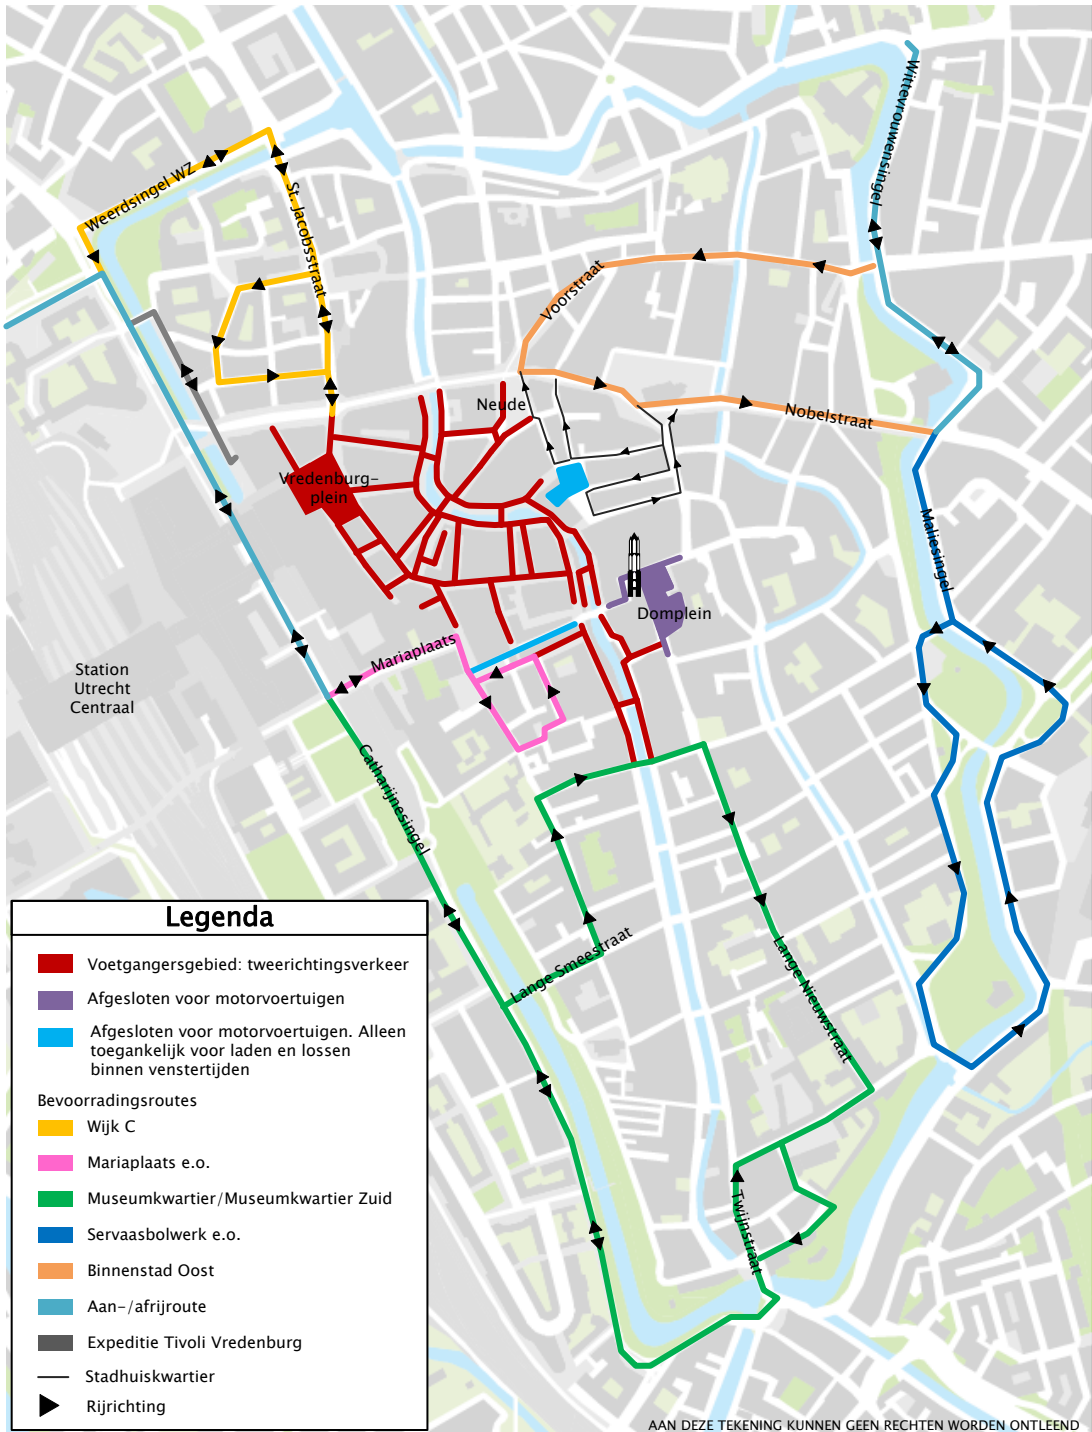 Wittevrouwensingel
Weerdsingel WZ
St. Jacobsstraat
Voorstraat
Neude
Nobelstraat
Vredenburg-
plein
Maliesingel
Domplein
Mariaplaats
Station
Utrecht
Centraal
Catharijnesingel
Lange Smeestraat
Lange Nieuwstraat
Twijnstraat
Legenda
Voetgangersgebied: tweerichtingsverkeer
Afgesloten voor motorvoertuigen
Afgesloten voor motorvoertuigen. Alleen
toegankelijk voor laden en lossen
binnen venstertijden
Bevoorradingsroutes
Wijk C
Mariaplaats e.o.
Museumkwartier/Museumkwartier Zuid
Servaasbolwerk e.o.
Binnenstad Oost
Aan-/afrijroute
Expeditie Tivoli Vredenburg
Stadhuiskwartier
Rijrichting
AAN DEZE TEKENING KUNNEN GEEN RECHTEN WORDEN ONTLEEND